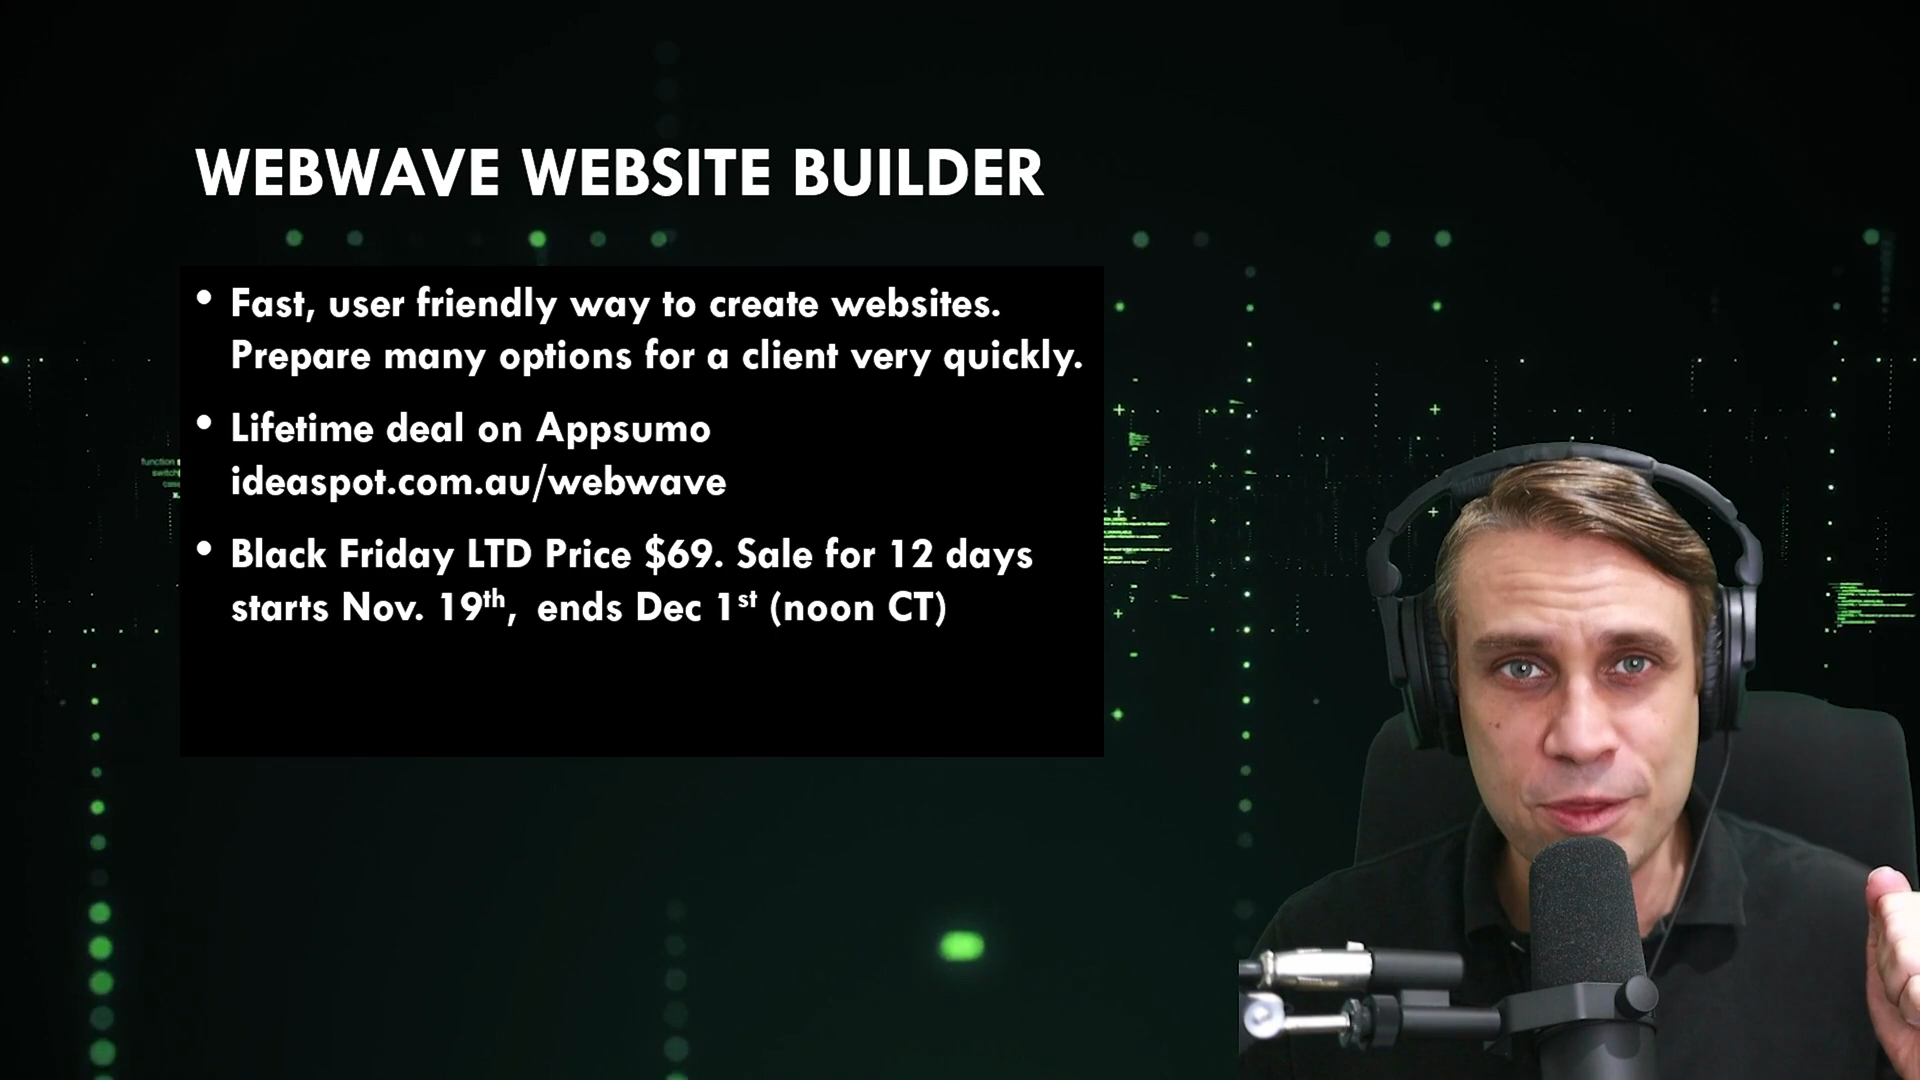 WEBWAVE WEBSITE BUILDER
• Fast, user friendly way to create websites.
Prepare many options for a client very quickly.
• Lifetime deal on Appsumo
ideaspot.com.au/webwave
• Black Friday LTD Price $69. Sale for 12 days
starts Nov. 19th, ends Dec 1st (noon CT)
function
switch